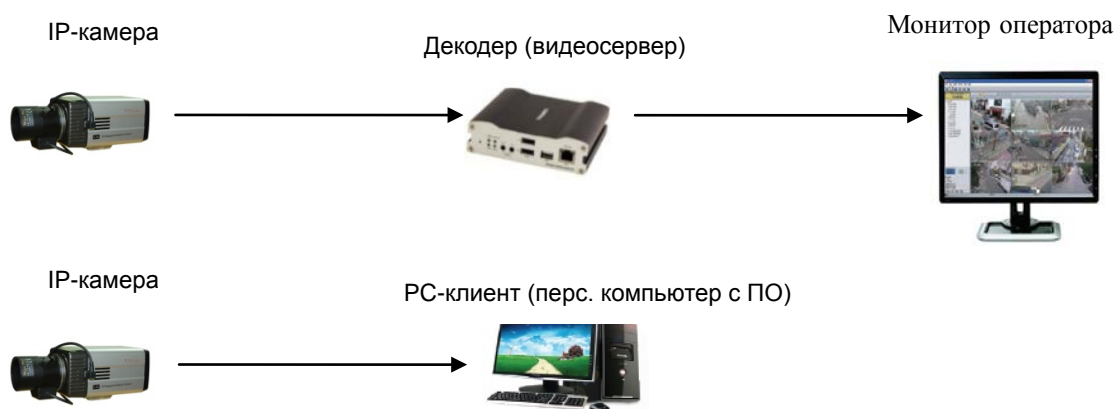 IP-камера
Декодер (видеосервер)
Монитор оператора
IP-камера
PC-клиент (перс. компьютер с ПО)